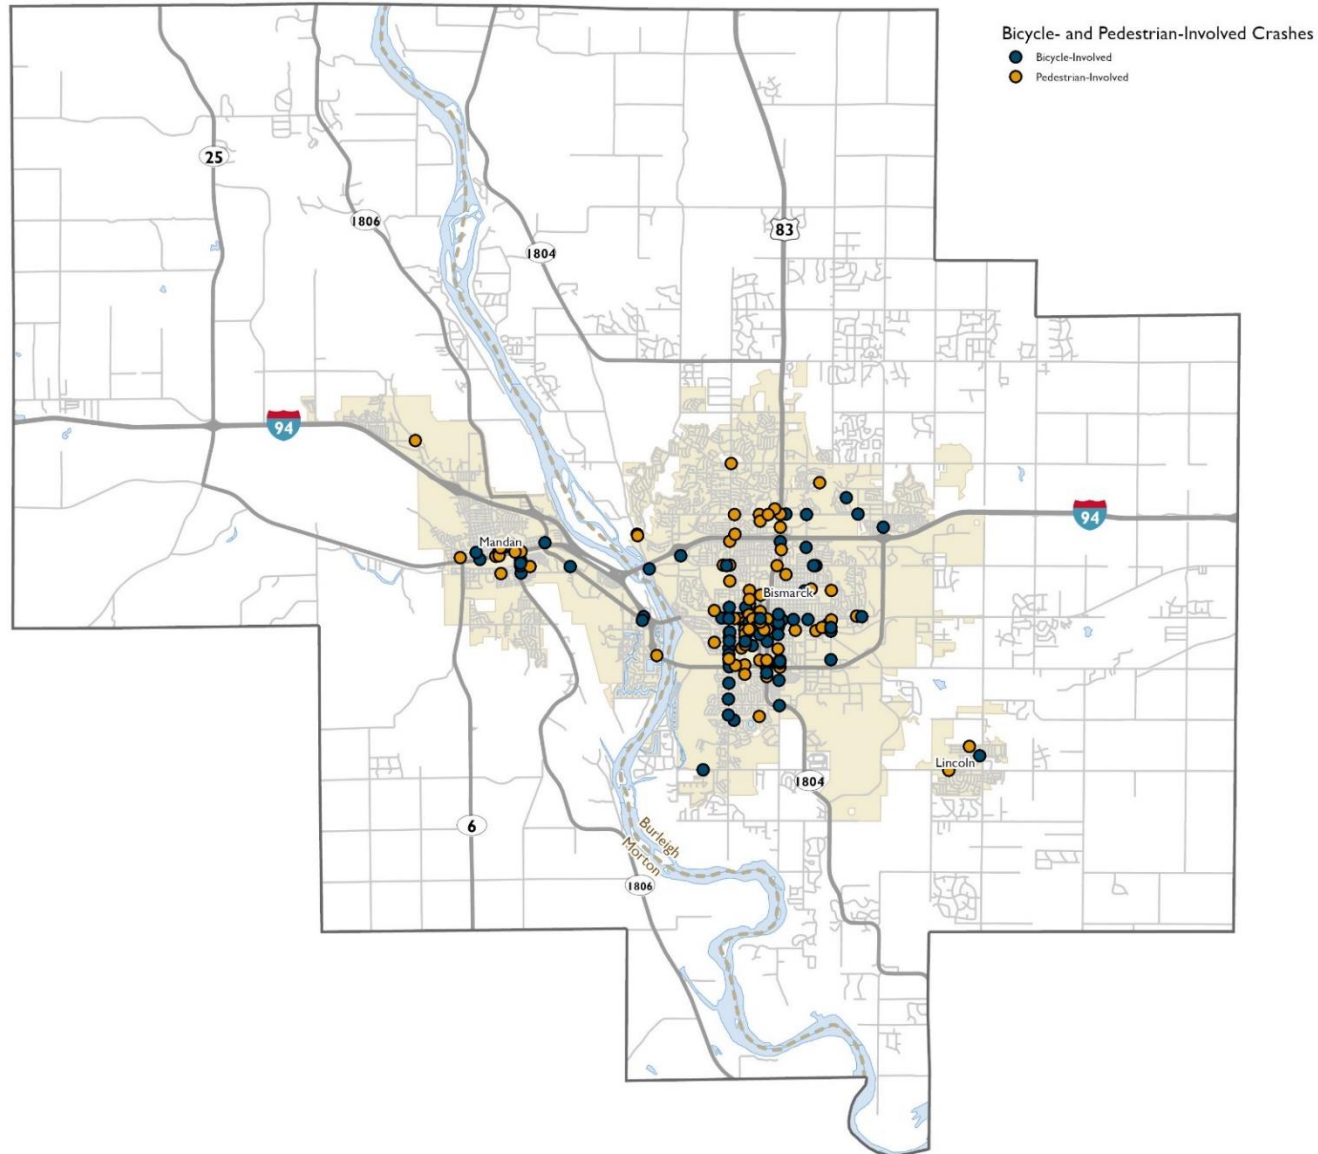 Bicycle- and Pedestrian-Involved Crashes
Bicycle-Involved
Pedestrian-Involved
25
1806
83
1804
94
94
Mandan
Bismarck
Lincoln
1804
6
Burleigh
Morton
1806